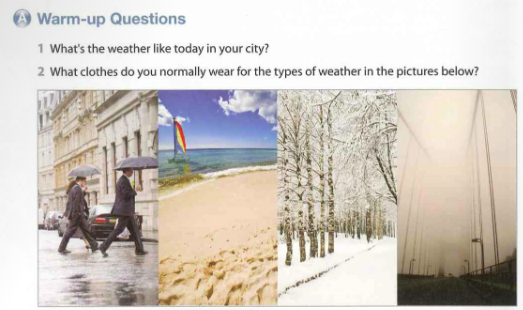 A Warm-up Questions
1 What's the weather like today in your city?
2 What clothes do you normally wear for the types of weather in the pictures below?